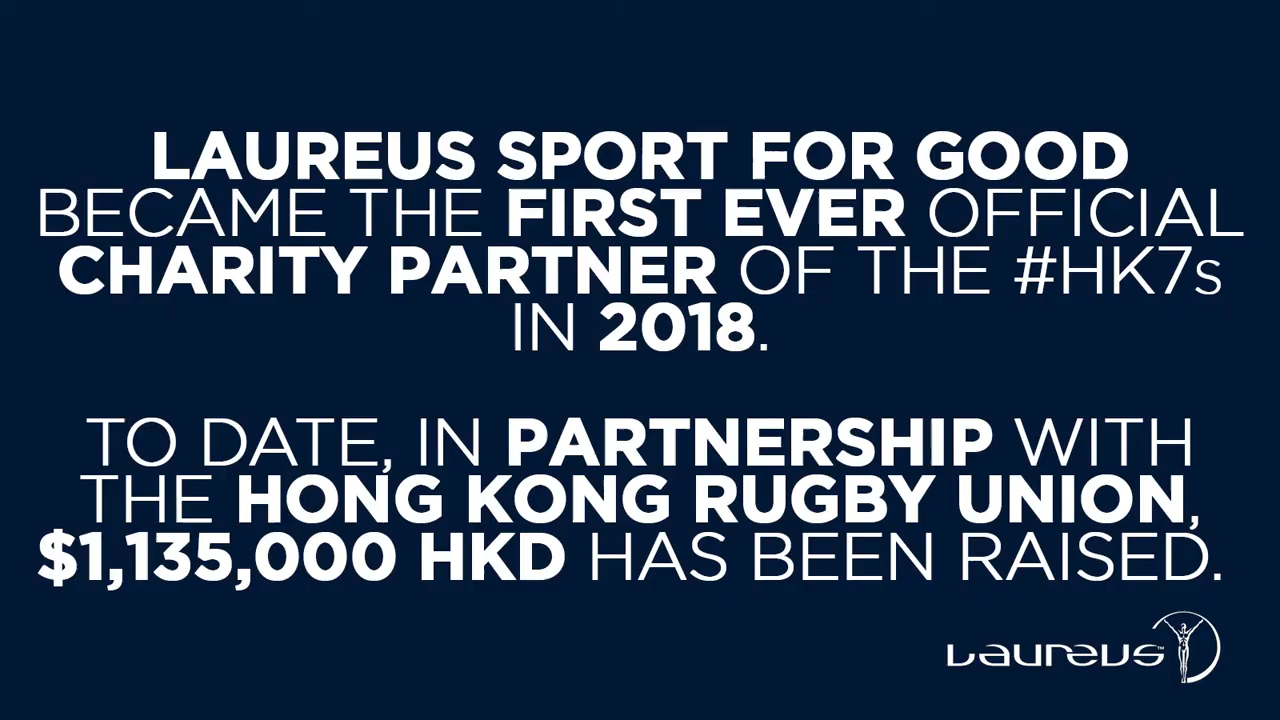 LAUREUS SPORT FOR GOOD
BECAME THE FIRST EVER OFFICIAL
CHARITY PARTNER OF THE #HK7s
IN 2018.
TO DATE, IN PARTNERSHIP WITH
THE HONG KONG RUGBY UNION,
$1,135,000 HKD HAS BEEN RAISED.
LAUREUS™